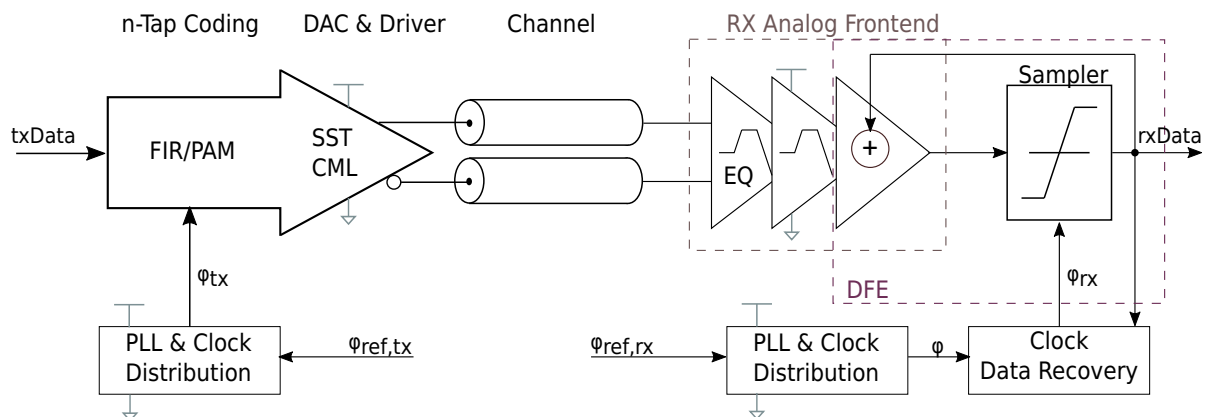 n-Tap Coding
DAC & Driver
Channel
RX Analog Frontend
Sampler
txData
FIR/PAM
SST
CML
EQ
+
rxData
φtx
φrx
DFE
PLL & Clock
Distribution
φref,tx
φref,rx
PLL & Clock
Distribution
φ
Clock
Data Recovery